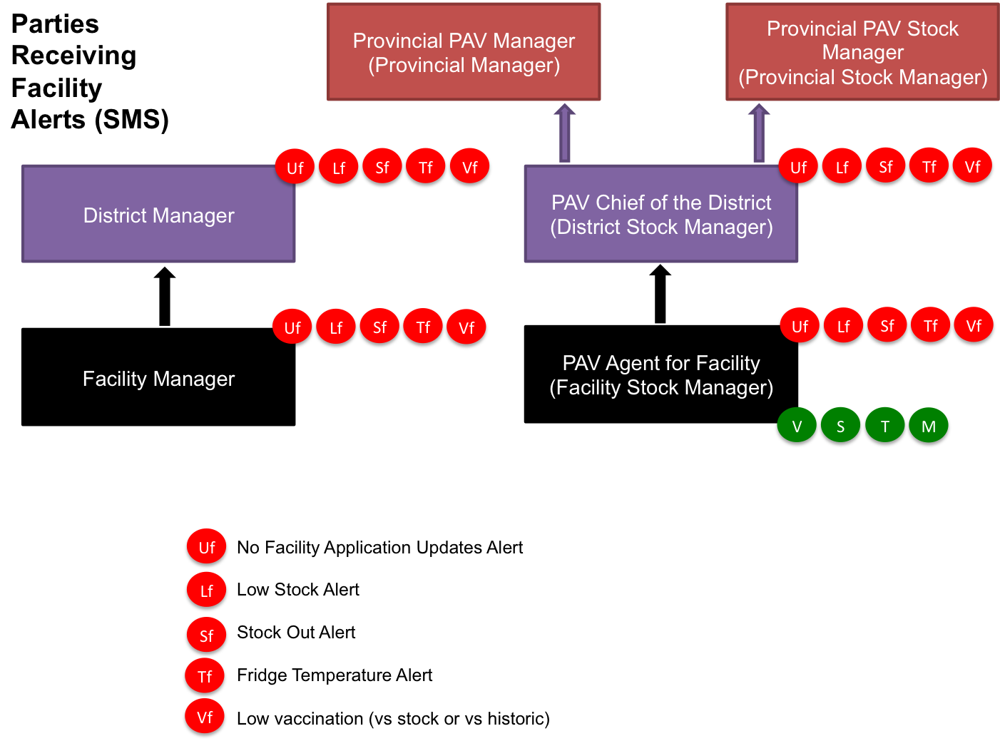 Parties
Receiving
Facility
Alerts (SMS)
Provincial PAV Manager
(Provincial Manager)
Provincial PAV Stock
Manager
(Provincial Stock Manager)
Uf Lf Sf Tf Vf
District Manager
Uf Lf Sf Tf Vf
PAV Chief of the District
(District Stock Manager)
Uf Lf Sf Tf Vf
Facility Manager
Uf Lf Sf Tf Vf
PAV Agent for Facility
(Facility Stock Manager)
V S T M
Uf No Facility Application Updates Alert
Lf Low Stock Alert
Sf Stock Out Alert
Tf Fridge Temperature Alert
Vf Low vaccination (vs stock or vs historic)